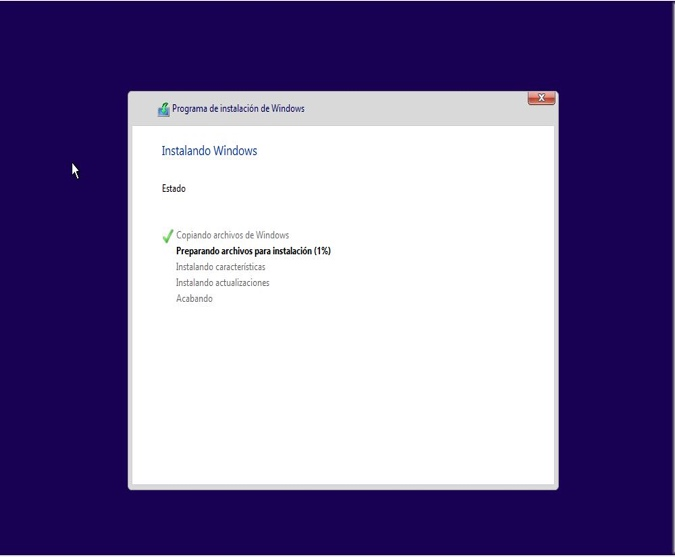 Programa de instalación de Windows
Instalando Windows
Estado
Copiando archivos de Windows
Preparando archivos para instalación (1%)
Instalando características
Instalando actualizaciones
Acabando